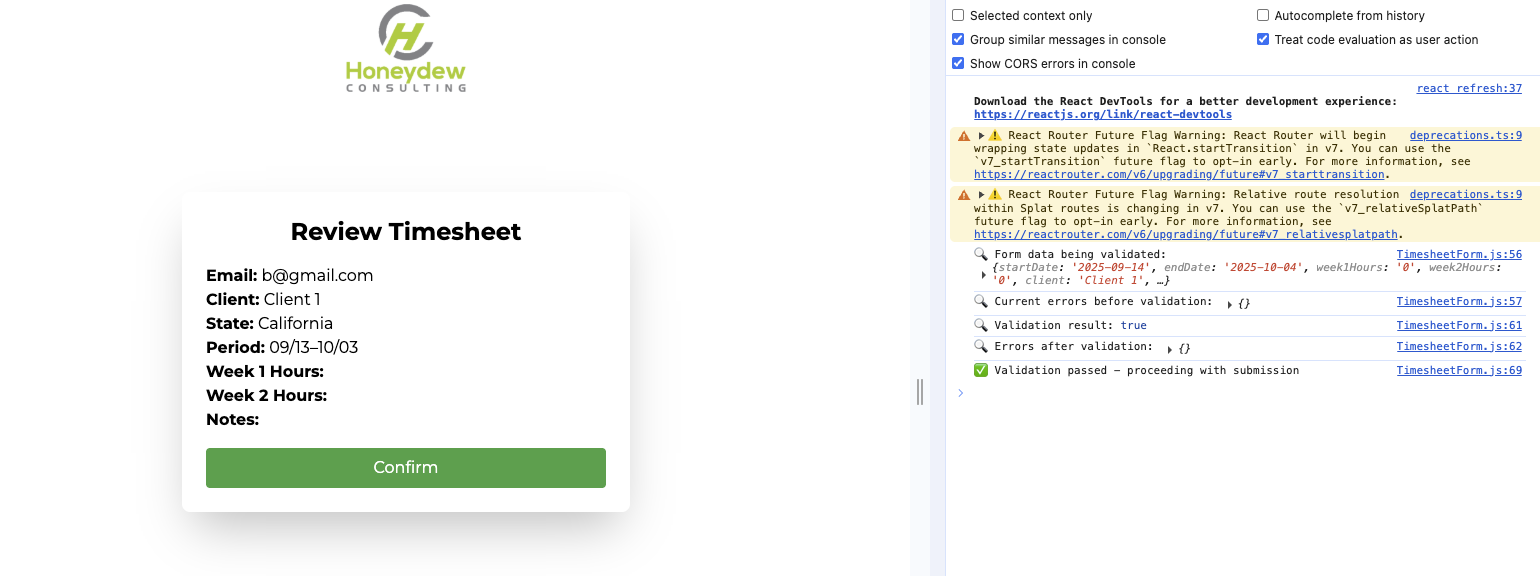 Honeydew
CONSULTING
Review Timesheet
Email: b@gmail.com
Client: Client 1
State: California
Period: 09/13–10/03
Week 1 Hours:
Week 2 Hours:
Notes:
Confirm
Selected context only
Autocomplete from history
Group similar messages in console
Treat code evaluation as user action
Show CORS errors in console
react refresh:37
Download the React DevTools for a better development experience:
https://reactjs.org/link/react-devtools
⚠️ React Router Future Flag Warning: React Router will begin deprecations.ts:9
wrapping state updates in `React.startTransition` in v7. You can use the
`v7_startTransition` future flag to opt-in early. For more information, see
https://reactrouter.com/v6/upgrading/future#v7_starttransition.
⚠️ React Router Future Flag Warning: Relative route resolution deprecations.ts:9
within Splat routes is changing in v7. You can use the `v7_relativeSplatPath`
future flag to opt-in early. For more information, see
https://reactrouter.com/v6/upgrading/future#v7_relativesplatpath.
🔍 Form data being validated: TimesheetForm.js:56
{startDate: '2025-09-14', endDate: '2025-10-04', week1Hours: '0', week2Hours:
'0', client: 'Client 1', …}
🔍 Current errors before validation: ▶ {} TimesheetForm.js:57
🔍 Validation result: true TimesheetForm.js:61
🔍 Errors after validation: ▶ {} TimesheetForm.js:62
✅ Validation passed - proceeding with submission TimesheetForm.js:69